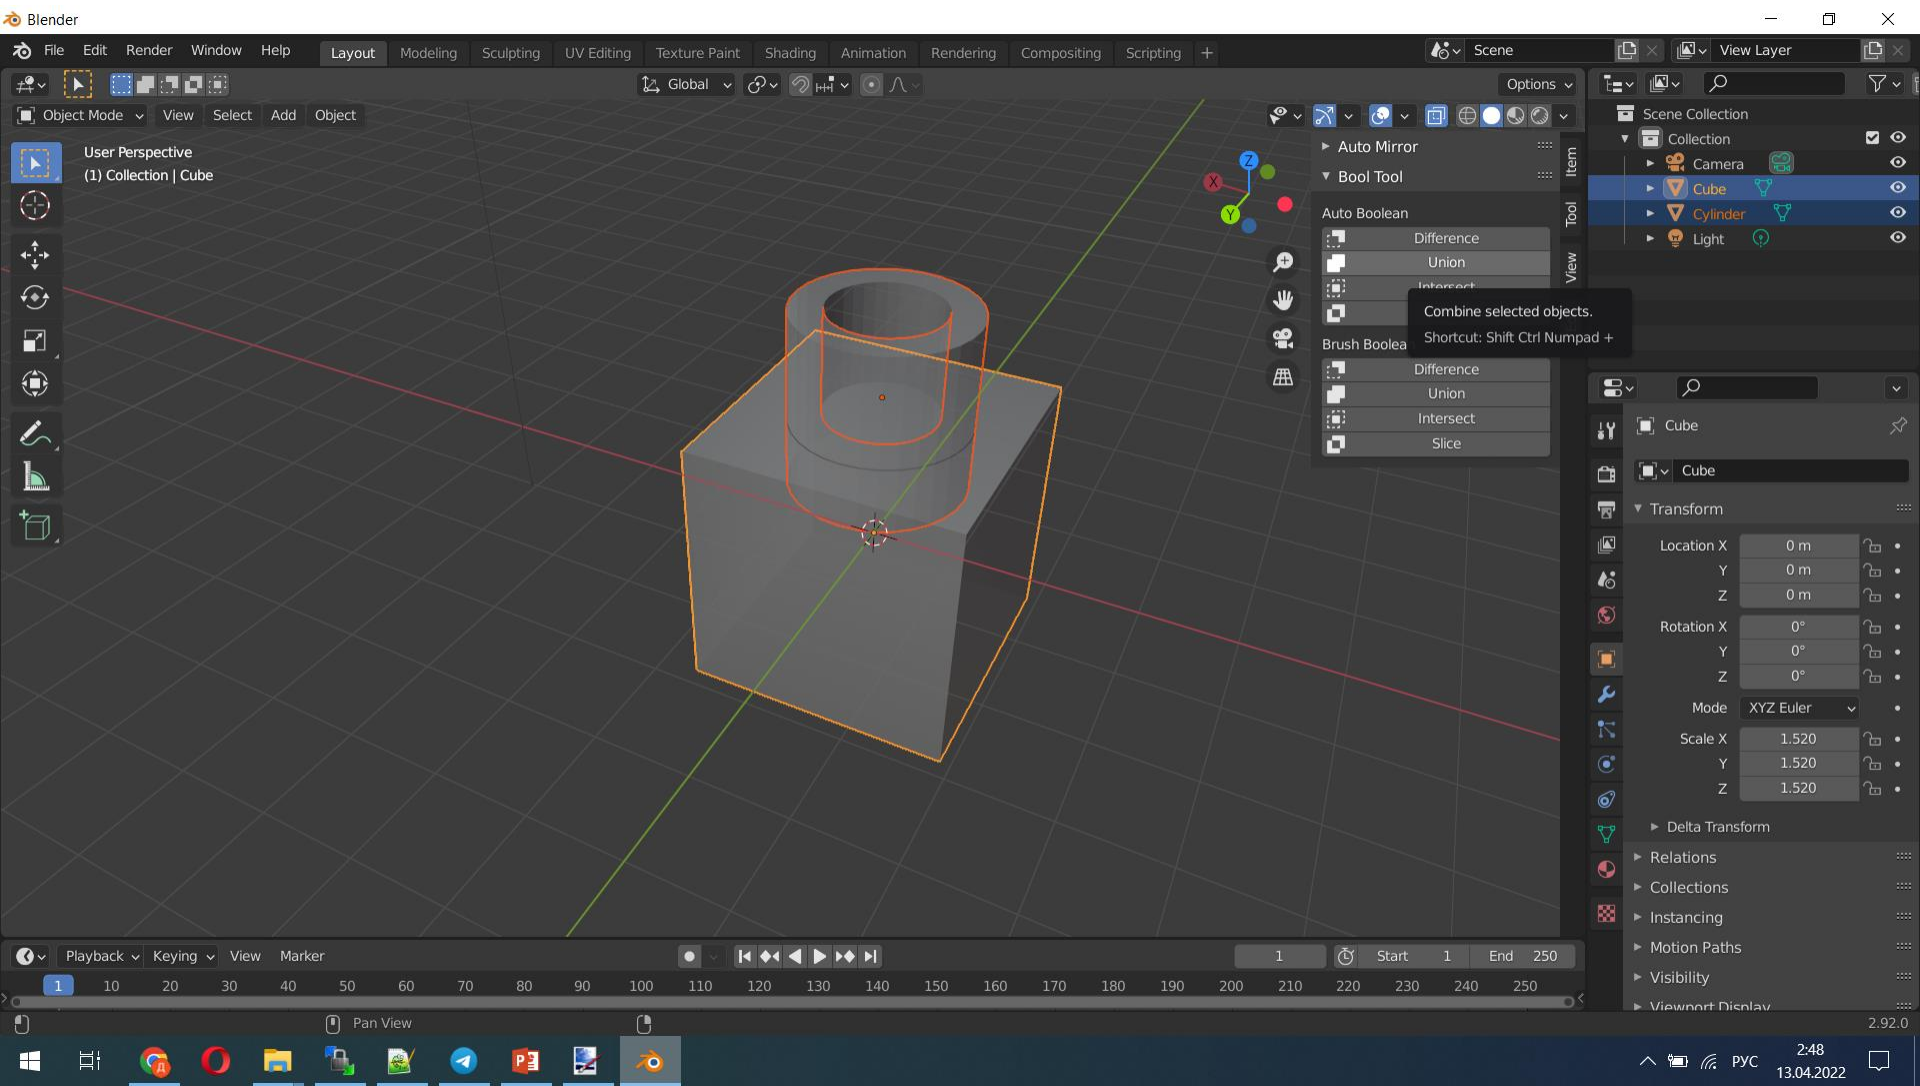 Blender
File Edit Render Window Help Layout Modeling Sculpting UV Editing Texture Paint Shading Animation Rendering Compositing Scripting + Scene View Layer
Global Options
Object Mode View Select Add Object
User Perspective
(1) Collection | Cube
Z
X
Y
Auto Mirror
Bool Tool
Auto Boolean
Difference
Union
Intersect
Combine selected objects.
Shortcut: Shift Ctrl Numpad +
Brush Boolea
Difference
Union
Intersect
Slice
Item
Tool
View
Scene Collection
Collection
Camera
Cube
Cylinder
Light
Cube
Cube
Transform
Location X 0 m
Y 0 m
Z 0 m
Rotation X 0°
Y 0°
Z 0°
Mode XYZ Euler
Scale X 1.520
Y 1.520
Z 1.520
Delta Transform
Relations
Collections
Instancing
Motion Paths
Visibility
Viewport Display
Playback Keying View Marker 1 Start 1 End 250
1 10 20 30 40 50 60 70 80 90 100 110 120 130 140 150 160 170 180 190 200 210 220 230 240 250
Pan View
2.92.0
РУС
2:48
13.04.2022